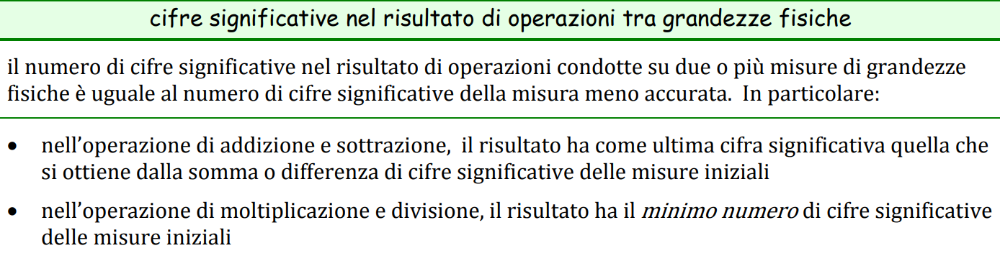 cifre significative nel risultato di operazioni tra grandezze fisiche
il numero di cifre significative nel risultato di operazioni condotte su due o più misure di grandezze
fisiche è uguale al numero di cifre significative della misura meno accurata. In particolare:
• nell’operazione di addizione e sottrazione, il risultato ha come ultima cifra significativa quella che
si ottiene dalla somma o differenza di cifre significative delle misure iniziali
• nell’operazione di moltiplicazione e divisione, il risultato ha il minimo numero di cifre significative
delle misure iniziali